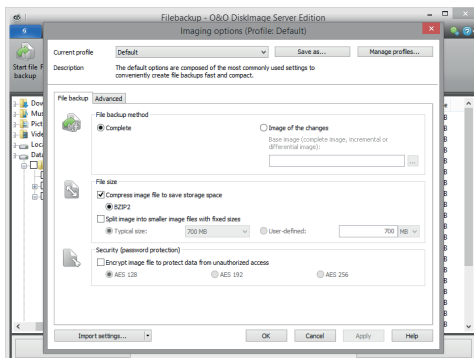 Filebackup - O&O DiskImage Server Edition
Imaging options (Profile: Default)
Current profile Default Save as... Manage profiles...
Description The default options are composed of the most commonly used settings to
conveniently create file backups fast and compact.
Start file
backup
File backup Advanced
File backup method
Complete Image of the changes
Base image (complete image, incremental or
differential image):
...
File size
Compress image file to save storage space
BZIP2
Split image into smaller image files with fixed sizes
Typical size: 700 MB User-defined: 700 MB
Security (password protection)
Encrypt image file to protect data from unauthorized access
AES 128 AES 192 AES 256
Import settings... OK Cancel Apply Help